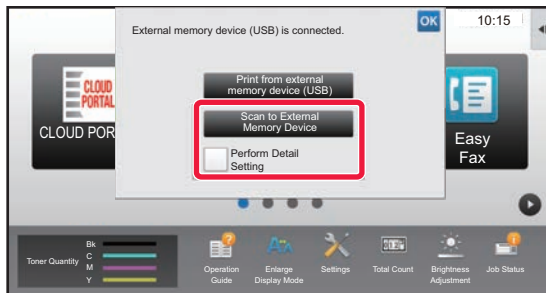 External memory device (USB) is connected.
OK
10:15
Print from external
memory device (USB)
CLOUD
PORTAL
Scan to External
Memory Device
CLOUD POR
Easy
Fax
Perform Detail
Setting
Toner Quantity
Bk
C
M
Y
Operation
Guide
Enlarge
Display Mode
Settings
Total Count
Brightness
Adjustment
Job Status